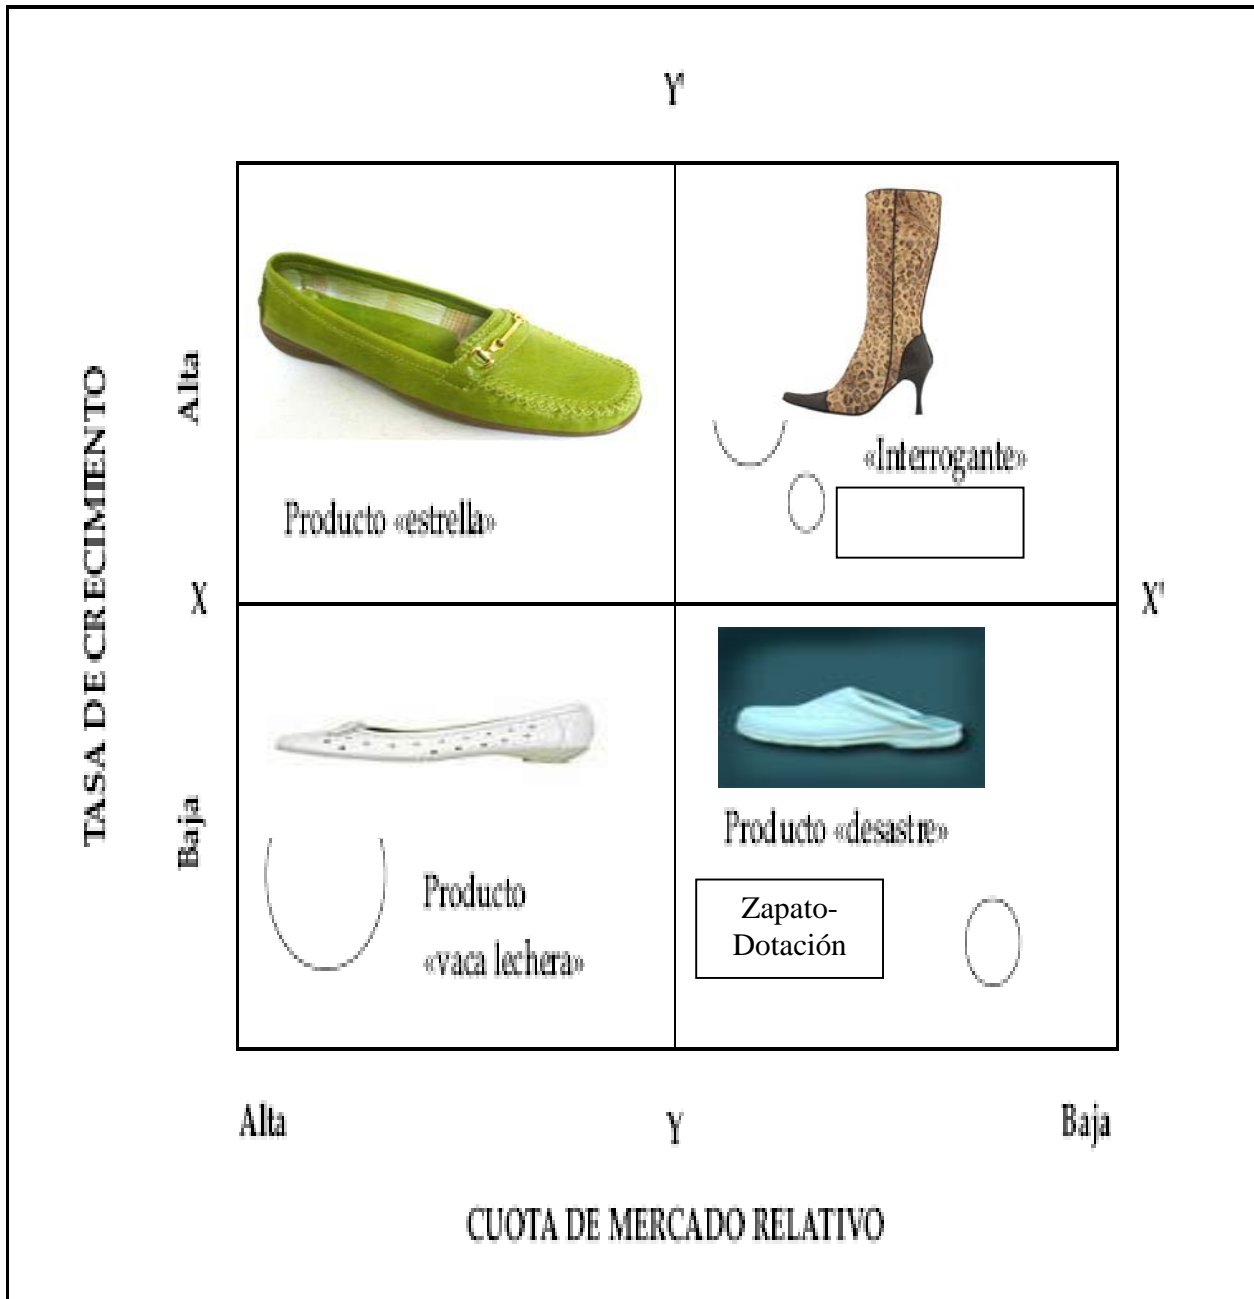 Y'
TASA DE CRECIMIENTO
Alta
Producto «estrella»
«Interrogante»
X
X'
Baja
Producto
«vaca lechera»
Producto «desastre»
Zapato-
Dotación
Alta
Y
Baja
CUOTA DE MERCADO RELATIVO